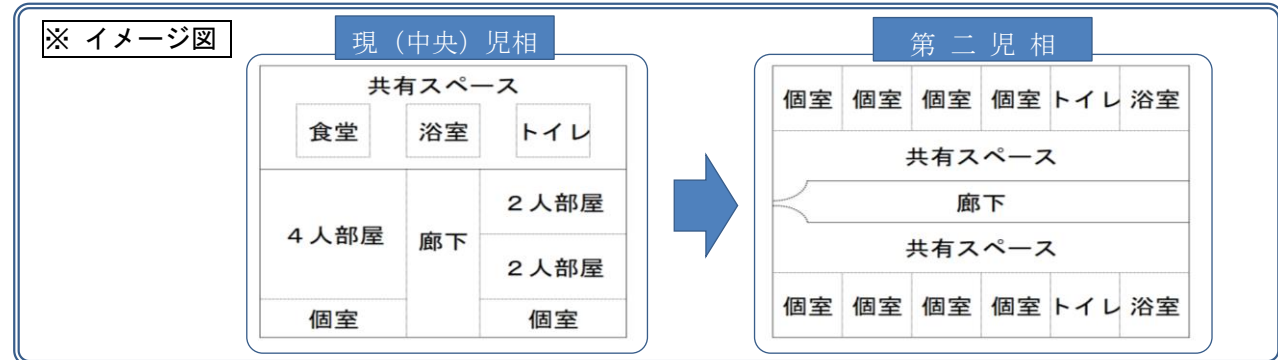 ※ イメージ図
現（中央）児相
共有スペース
食堂 浴室 トイレ
４人部屋
廊下
２人部屋
２人部屋
個室 個室
第 二 児 相
個室 個室 個室 個室 トイレ 浴室
共有スペース
廊下
共有スペース
個室 個室 個室 個室 トイレ 浴室